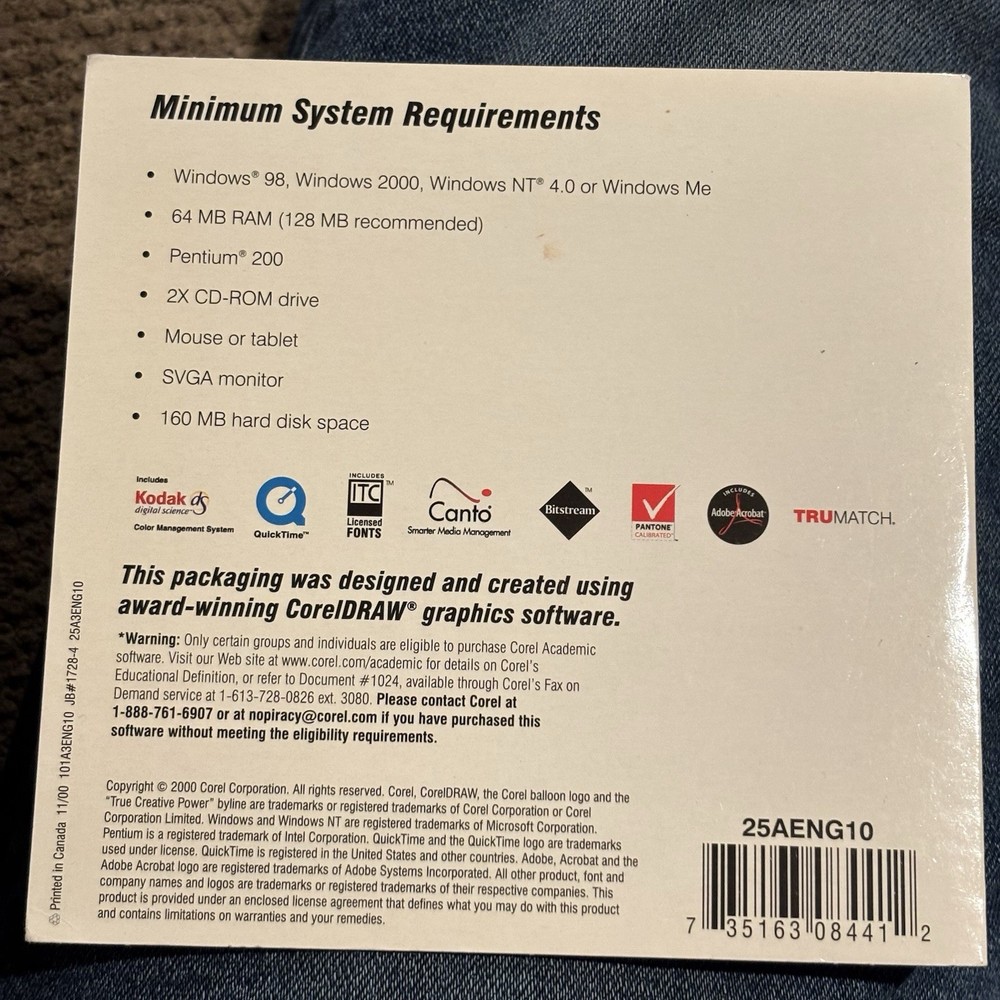 Minimum System Requirements
• Windows® 98, Windows 2000, Windows NT® 4.0 or Windows Me
• 64 MB RAM (128 MB recommended)
• Pentium® 200
• 2X CD-ROM drive
• Mouse or tablet
• SVGA monitor
• 160 MB hard disk space
Includes
Kodak ds
digital science™
Color Management System
QuickTime™
INCLUDES
ITC™
Licensed
FONTS
Canto
Smarter Media Management
Bitstream™
PANTONE®
CALIBRATED™
INCLUDES
Adobe Acrobat
TRUMATCH.
This packaging was designed and created using
award-winning CorelDRAW® graphics software.
*Warning: Only certain groups and individuals are eligible to purchase Corel Academic
software. Visit our Web site at www.corel.com/academic for details on Corel's
Educational Definition, or refer to Document #1024, available through Corel's Fax on
Demand service at 1-613-728-0826 ext. 3080. Please contact Corel at
1-888-761-6907 or at nopiracy@corel.com if you have purchased this
software without meeting the eligibility requirements.
Copyright © 2000 Corel Corporation. All rights reserved. Corel, CorelDRAW, the Corel balloon logo and the
"True Creative Power" byline are trademarks or registered trademarks of Corel Corporation or Corel
Corporation Limited. Windows and Windows NT are registered trademarks of Microsoft Corporation.
Pentium is a registered trademark of Intel Corporation. QuickTime and the QuickTime logo are trademarks
used under license. QuickTime is registered in the United States and other countries. Adobe, Acrobat and the
Adobe Acrobat logo are registered trademarks of Adobe Systems Incorporated. All other product, font and
company names and logos are trademarks or registered trademarks of their respective companies. This
product is provided under an enclosed license agreement that defines what you may do with this product
and contains limitations on warranties and your remedies.
Printed in Canada 11/00 101A3ENG10 JB#1728-4 25A3ENG10
25AENG10
7 35163 08441 2